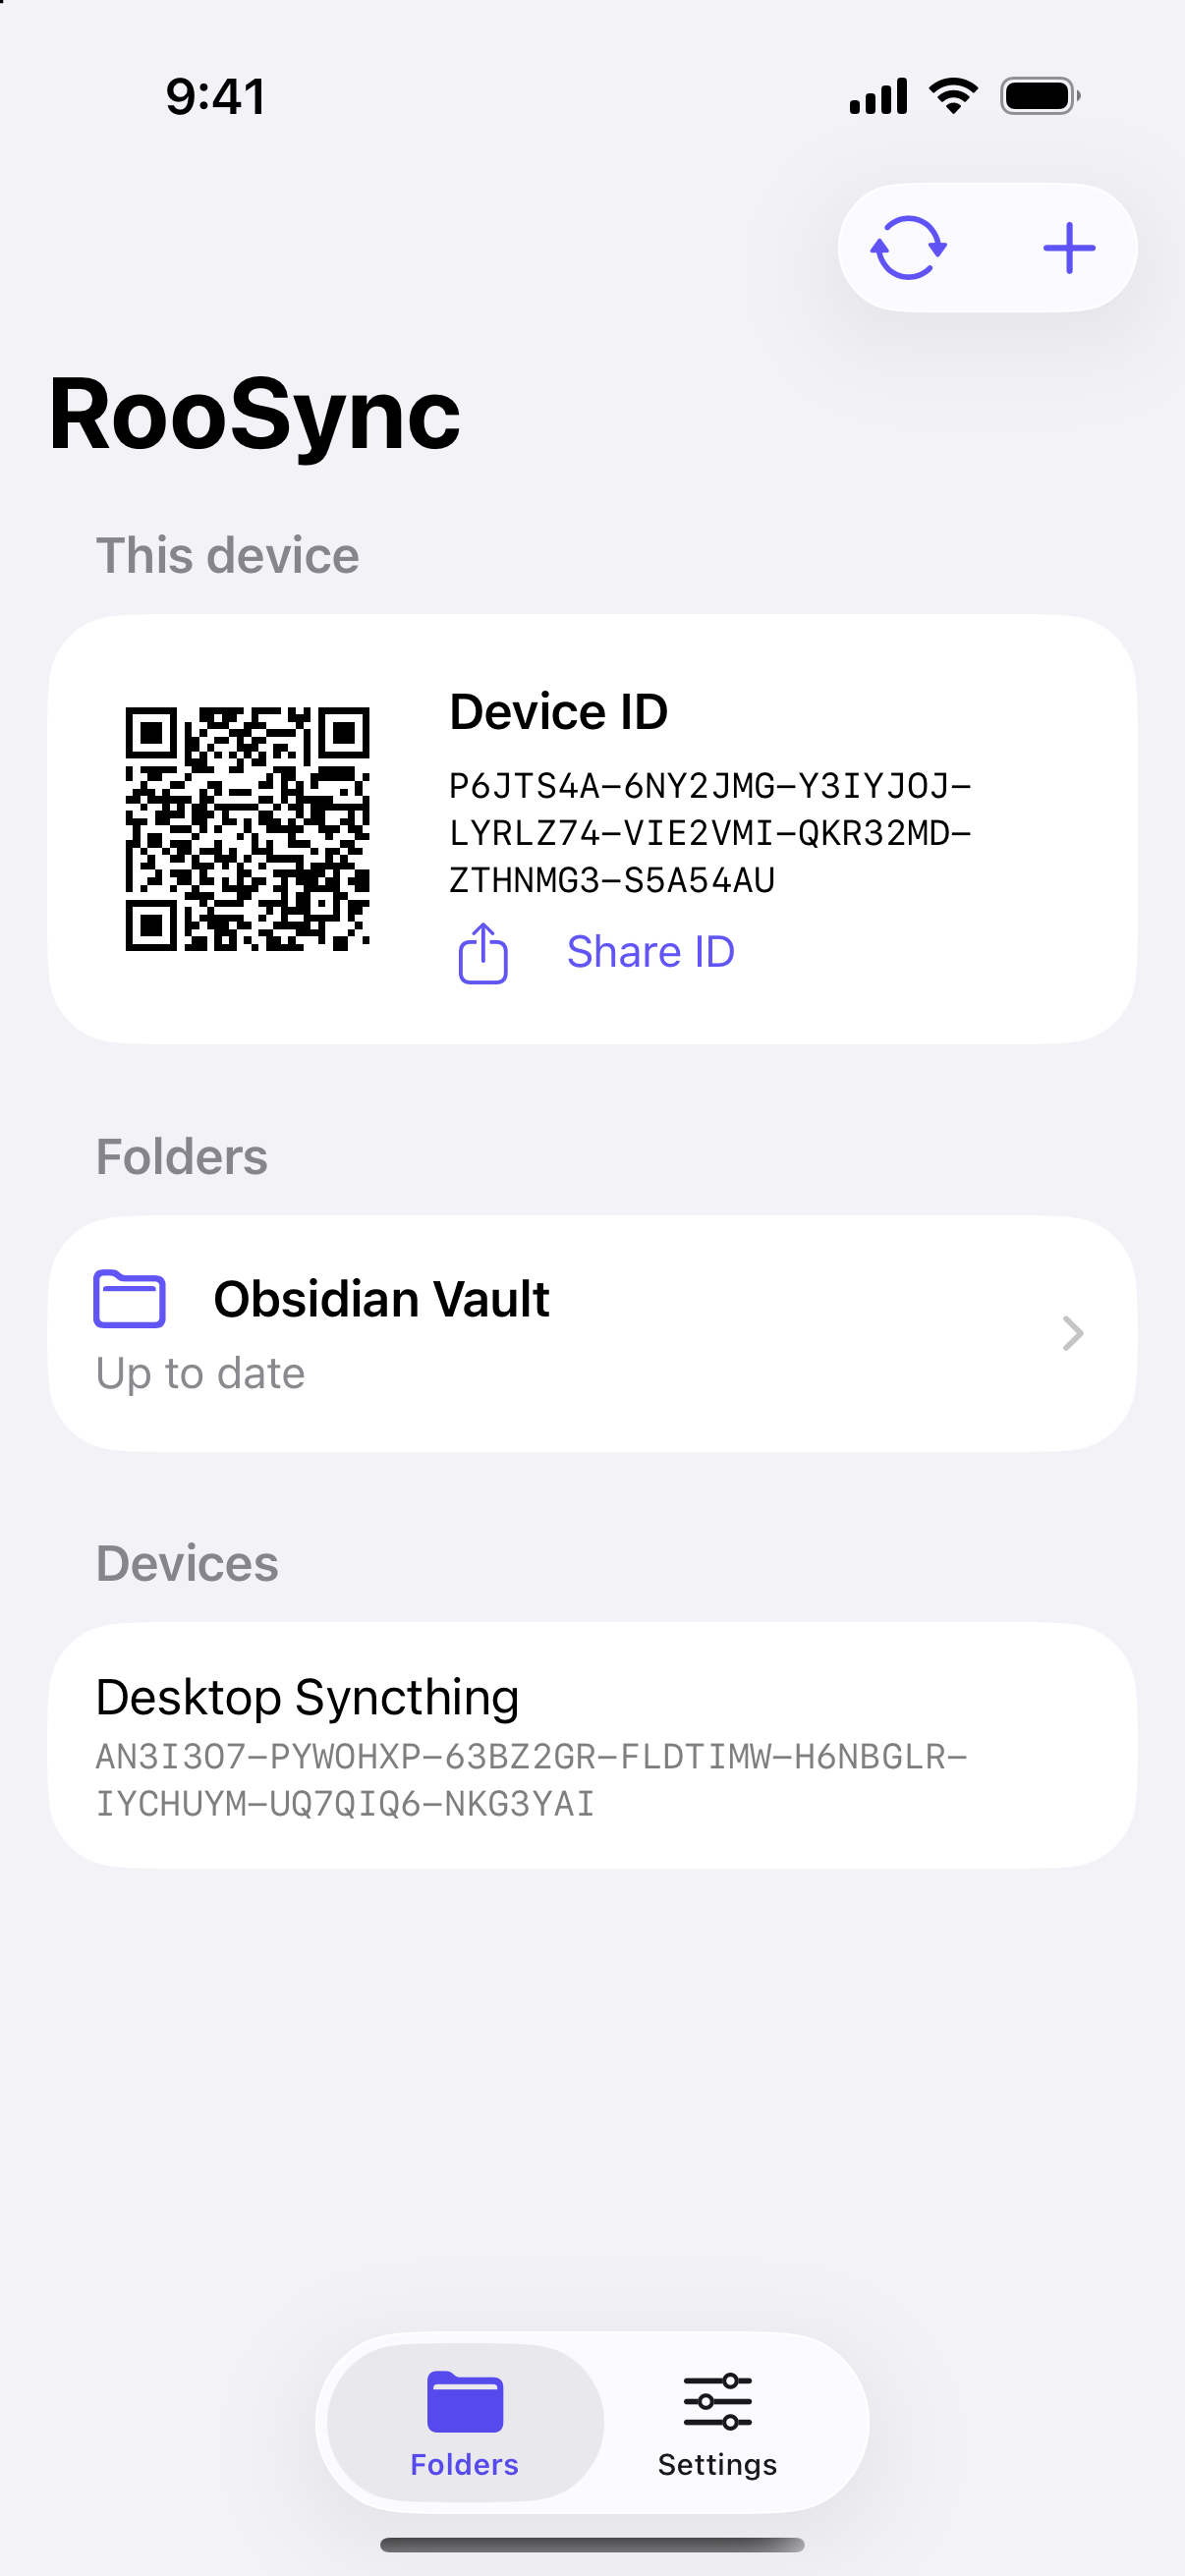 9:41
RooSync
This device
Device ID
P6JTS4A-6NY2JMG-Y3IYJOJ-
LYRLZ74-VIE2VMI-QKR32MD-
ZTHNMG3-S5A54AU
Share ID
Folders
Obsidian Vault
Up to date
Devices
Desktop Syncthing
AN3I3O7-PYWOHXP-63BZ2GR-FLDTIMW-H6NBGLR-
IYCHUYM-UQ7QIQ6-NKG3YAI
Folders
Settings